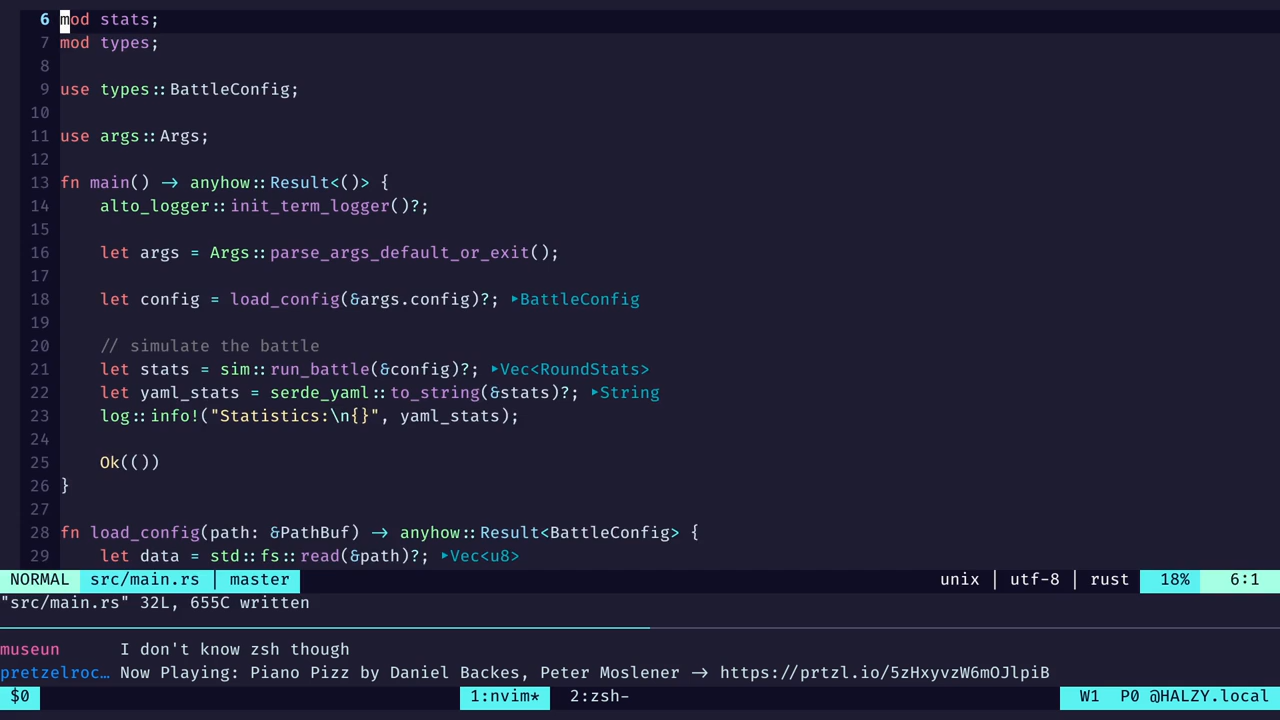 6 mod stats;
7 mod types;
8
9 use types::BattleConfig;
10
11 use args::Args;
12
13 fn main() -> anyhow::Result<()> {
14     alto_logger::init_term_logger()?;
15
16     let args = Args::parse_args_default_or_exit();
17
18     let config = load_config(&args.config)?; ‣BattleConfig
19
20     // simulate the battle
21     let stats = sim::run_battle(&config)?; ‣Vec<RoundStats>
22     let yaml_stats = serde_yaml::to_string(&stats)?; ‣String
23     log::info!("Statistics:\n{}", yaml_stats);
24
25     Ok(())
26 }
27
28 fn load_config(path: &PathBuf) -> anyhow::Result<BattleConfig> {
29     let data = std::fs::read(&path)?; ‣Vec<u8>
NORMAL src/main.rs | master unix | utf-8 | rust 18% 6:1
"src/main.rs" 32L, 655C written
museun I don't know zsh though
pretzelroc… Now Playing: Piano Pizz by Daniel Backes, Peter Moslener -> https://prtzl.io/5zHxyvzW6mOJlpiB
$0 1:nvim* 2:zsh- W1 P0 @HALZY.local